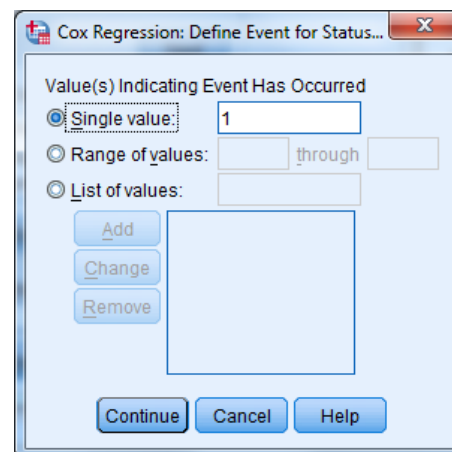 Cox Regression: Define Event for Status...
Value(s) Indicating Event Has Occurred
Single value: 1
Range of values: through
List of values:
Add
Change
Remove
Continue Cancel Help